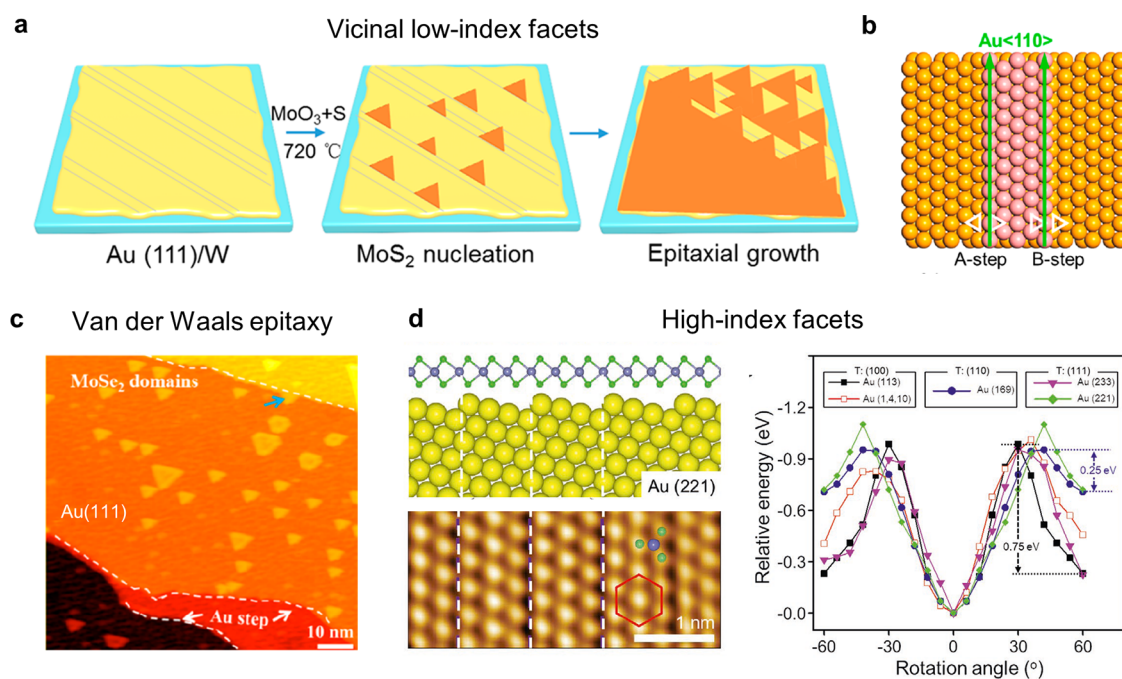 a
Vicinal low-index facets
MoO3+S
720 ℃
Au (111)/W
MoS2 nucleation
Epitaxial growth
b
Au<110>
A-step
B-step
c
Van der Waals epitaxy
MoSe2 domains
Au(111)
Au step
10 nm
d
High-index facets
Au (221)
1 nm
T: (100)
Au (113)
Au (1,4,10)
T: (110)
Au (169)
T: (111)
Au (233)
Au (221)
Relative energy (eV)
-1.2
-0.9
-0.6
-0.3
-0.0
0.25 eV
0.75 eV
-60
-30
0
30
60
Rotation angle (o)